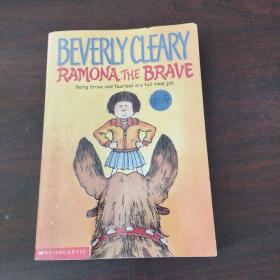 BEVERLY CLEARY
RAMONA THE BRAVE
Being brave and fearless is a full-time job.
SCHOLASTIC